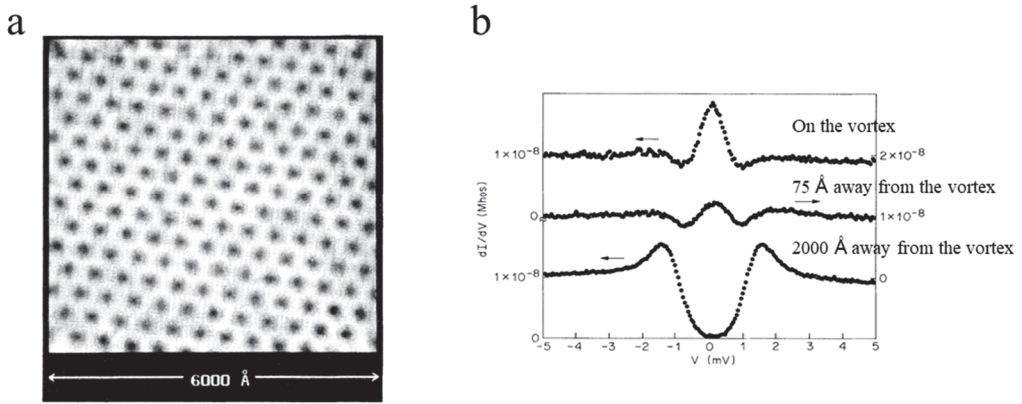 a
b
6000 Å
On the vortex
75 Å away from the vortex
2000 Å away from the vortex
1×10⁻⁸
2×10⁻⁸
0
1×10⁻⁸
1×10⁻⁸
0
0
dI/dV (Mhos)
-5 -4 -3 -2 -1 0 1 2 3 4 5
V (mV)